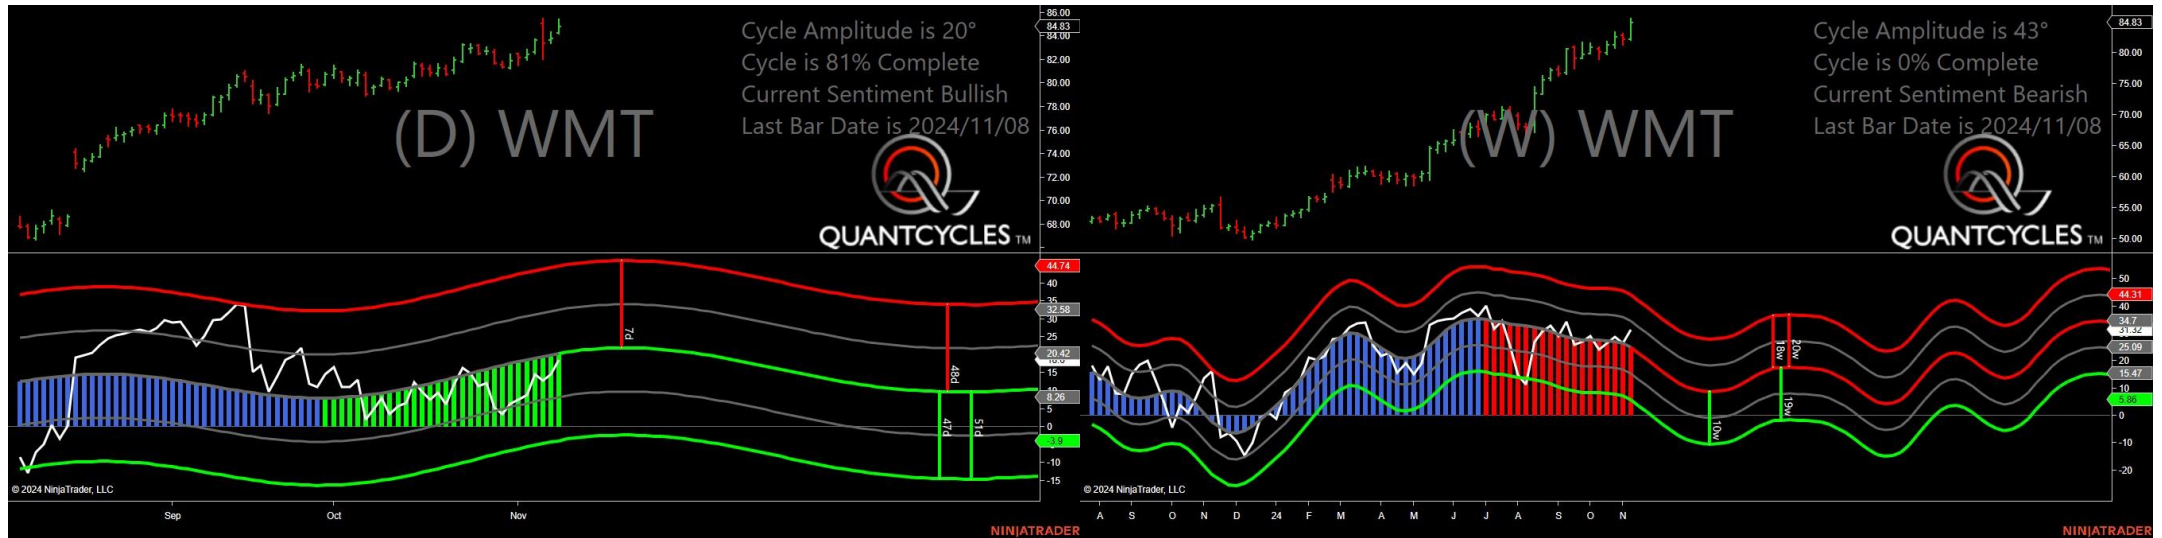 Cycle Amplitude is 20°
Cycle is 81% Complete
Current Sentiment Bullish
Last Bar Date is 2024/11/08
(D) WMT
QUANTCYCLES TM
86.00
84.83
84.00
82.00
80.00
78.00
76.00
74.00
72.00
70.00
68.00
44.74
40
35
32.58
30
25
20.42
15
10
8.26
5
0
-3.9
-10
-15
7d
48d
47d
51d
© 2024 NinjaTrader, LLC
Sep Oct Nov
NINJATRADER
Cycle Amplitude is 43°
Cycle is 0% Complete
Current Sentiment Bearish
Last Bar Date is 2024/11/08
(W) WMT
QUANTCYCLES TM
84.83
80.00
75.00
70.00
65.00
60.00
55.00
50.00
50
44.31
40
34.7
31.32
25.09
20
15.47
10
5.86
0
-10
-20
18w
20w
19w
10w
© 2024 NinjaTrader, LLC
A S O N D 24 F M A M J J A S O N
NINJATRADER